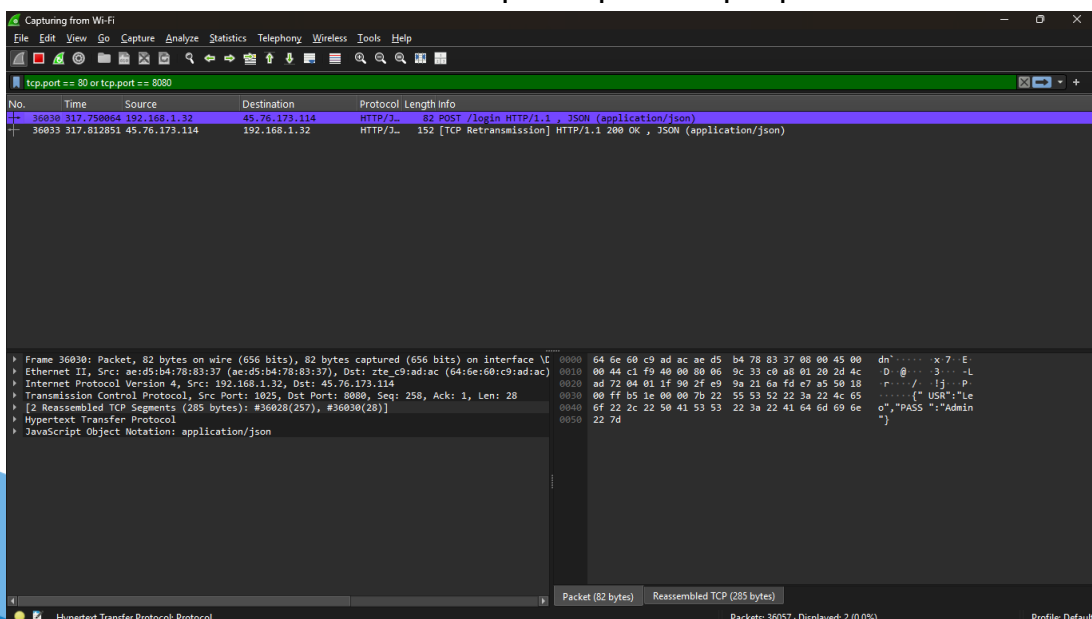 Capturing from Wi-Fi
File Edit View Go Capture Analyze Statistics Telephony Wireless Tools Help
tcp.port == 80 or tcp.port == 8080
No. Time Source Destination Protocol Length Info
36030 317.750064 192.168.1.32 45.76.173.114 HTTP/J… 82 POST /login HTTP/1.1 , JSON (application/json)
36033 317.812851 45.76.173.114 192.168.1.32 HTTP/J… 152 [TCP Retransmission] HTTP/1.1 200 OK , JSON (application/json)
Frame 36030: Packet, 82 bytes on wire (656 bits), 82 bytes captured (656 bits) on interface \D
Ethernet II, Src: ae:d5:b4:78:83:37 (ae:d5:b4:78:83:37), Dst: zte_c9:ad:ac (64:6e:60:c9:ad:ac)
Internet Protocol Version 4, Src: 192.168.1.32, Dst: 45.76.173.114
Transmission Control Protocol, Src Port: 1025, Dst Port: 8080, Seq: 258, Ack: 1, Len: 28
[2 Reassembled TCP Segments (285 bytes): #36028(257), #36030(28)]
Hypertext Transfer Protocol
JavaScript Object Notation: application/json
0000 64 6e 60 c9 ad ac ae d5 b4 78 83 37 08 00 45 00 dn`····· ·x·7··E·
0010 00 44 c1 f9 40 00 80 06 9c 33 c0 a8 01 20 2d 4c ·D··@··· ·3··· -L
0020 ad 72 04 01 1f 90 2f e9 9a 21 6a fd e7 a5 50 18 ·r····/· ·!j···P·
0030 00 ff b5 1e 00 00 7b 22 55 53 52 22 3a 22 4c 65 ······{" USR":"Le
0040 6f 22 2c 22 50 41 53 53 22 3a 22 41 64 6d 69 6e o","PASS ":"Admin
0050 22 7d "}
Packet (82 bytes) Reassembled TCP (285 bytes)
Hypertext Transfer Protocol: Protocol Packets: 36057 · Displayed: 2 (0.0%) Profile: Default